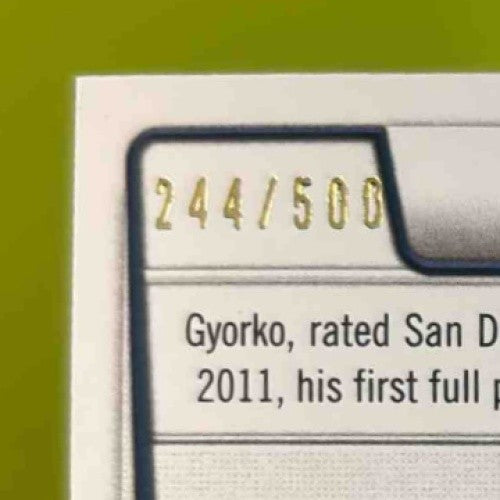 244/500
Gyorko, rated San D
2011, his first full